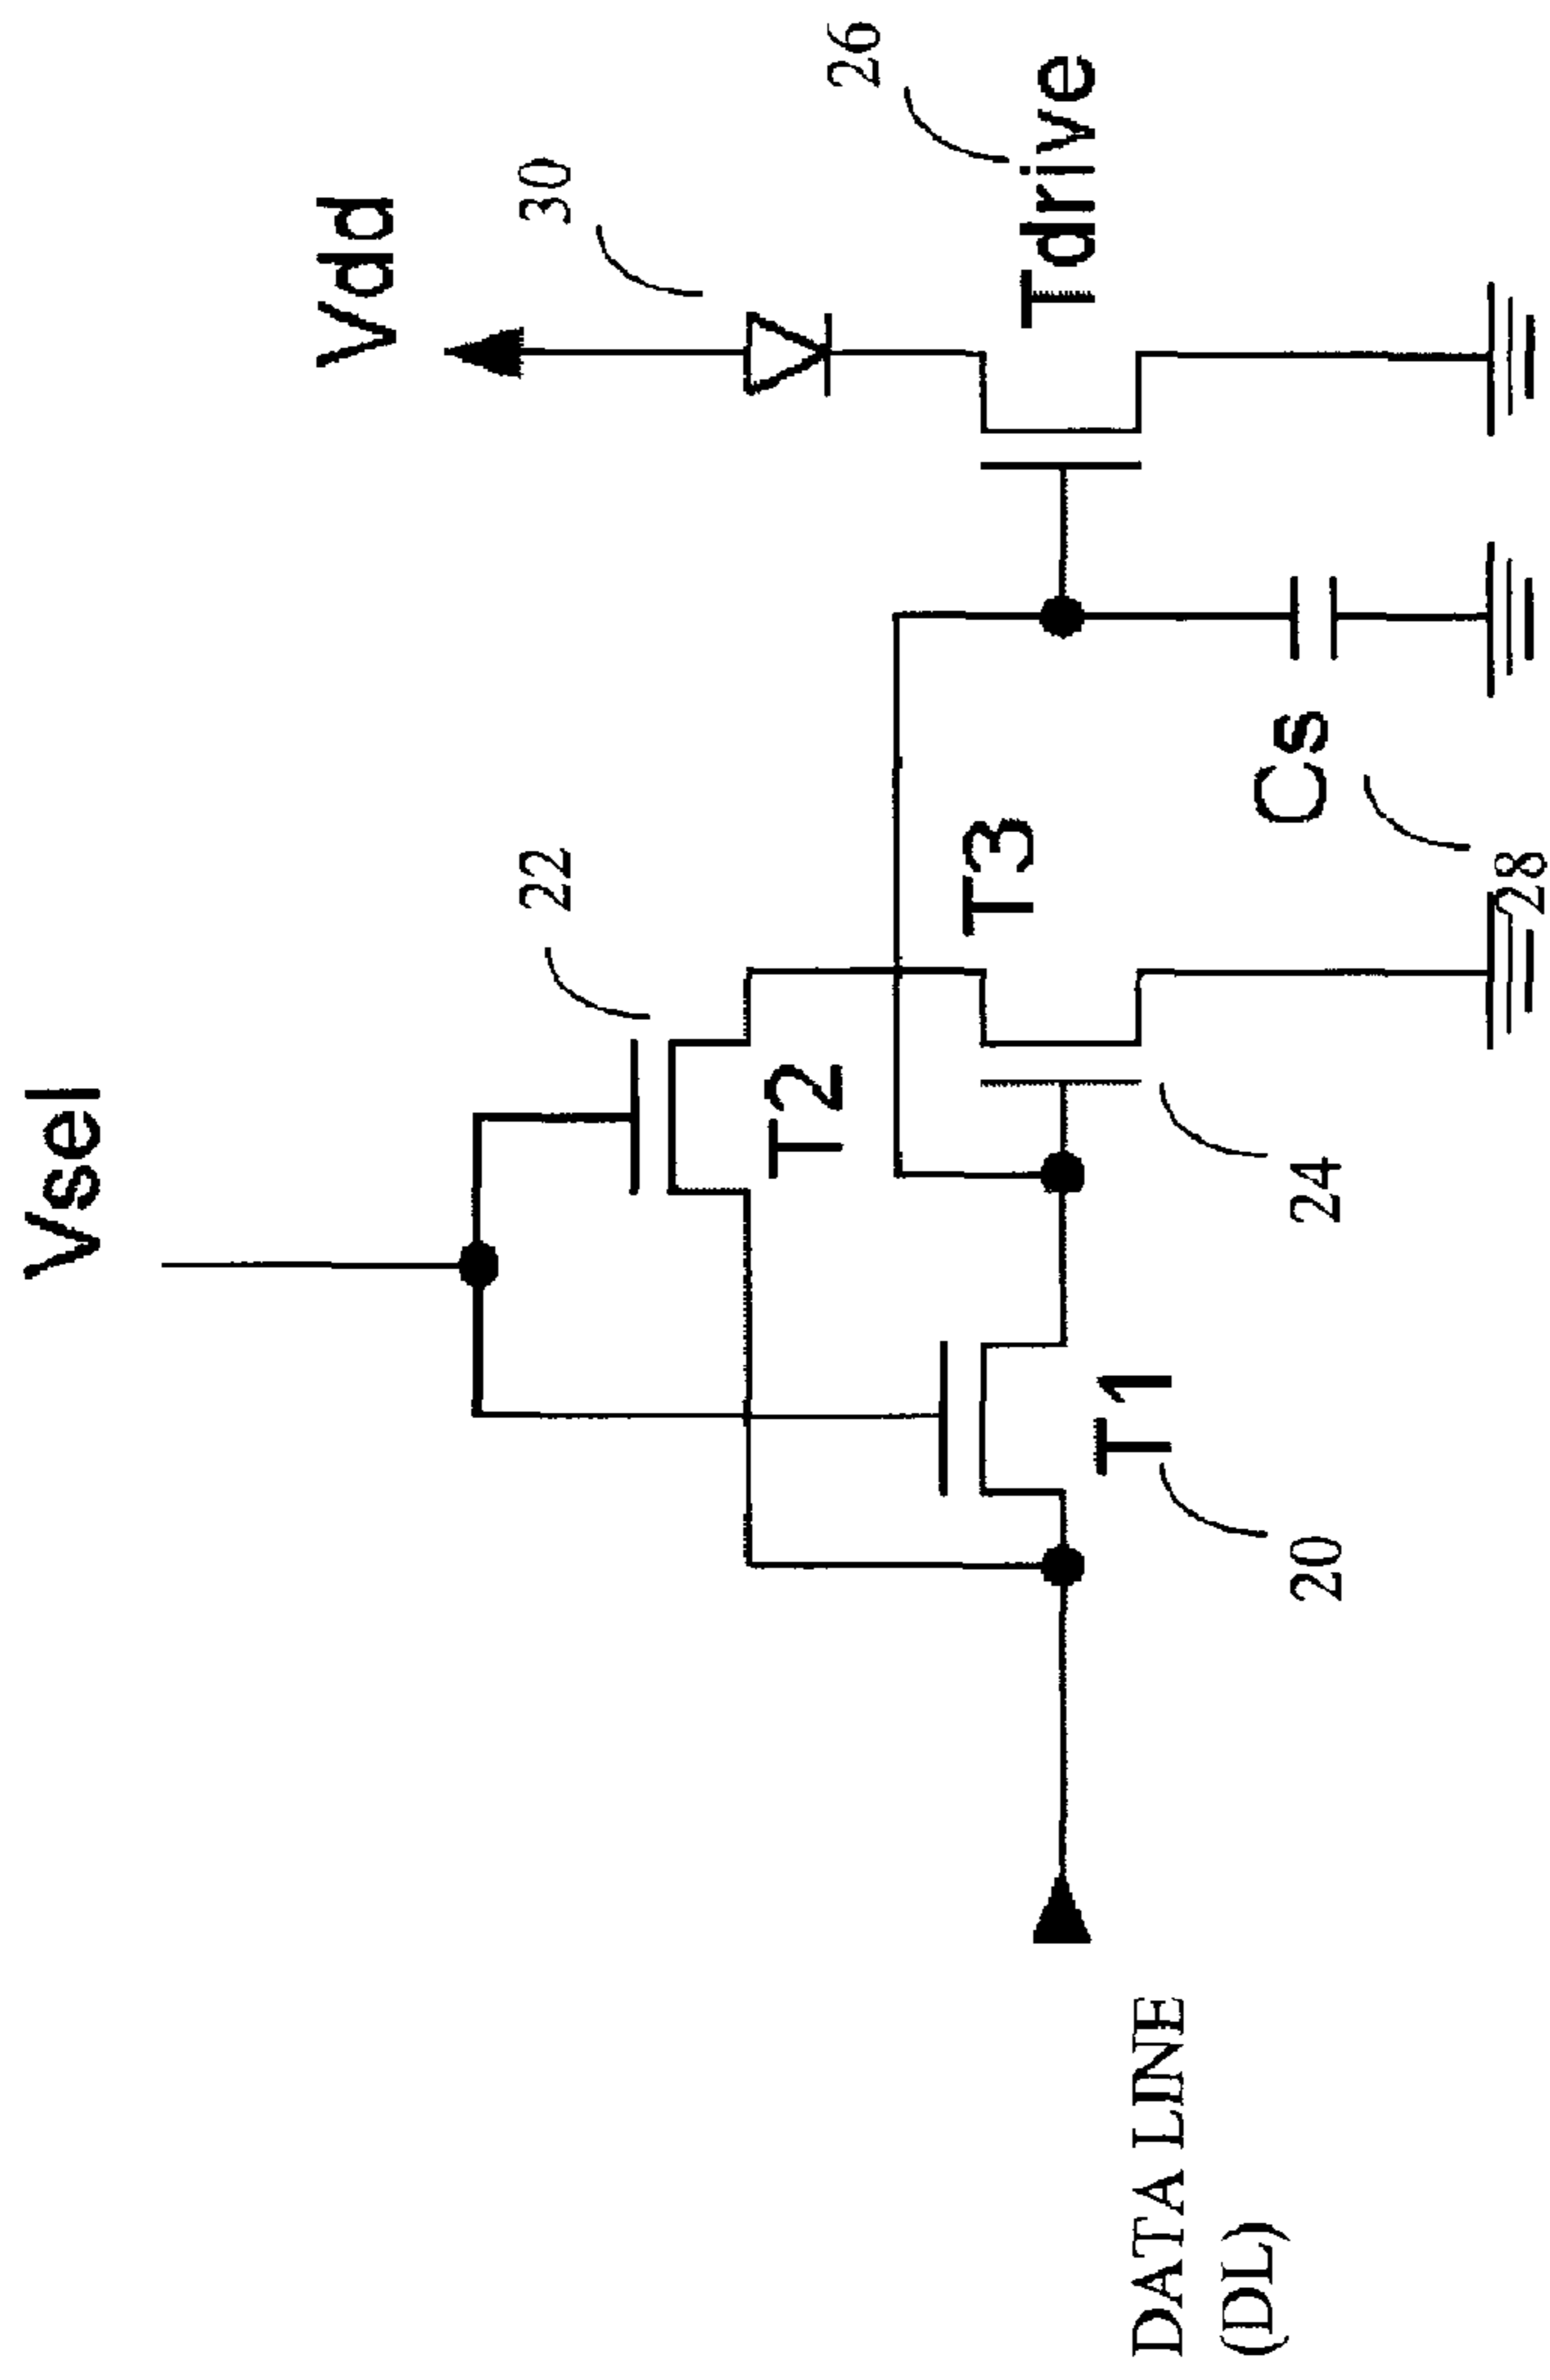 Vsel
Vdd
22
30
26
T2
T3
Tdrive
T1
20
24
Cs
28
DATA LINE
(DL)